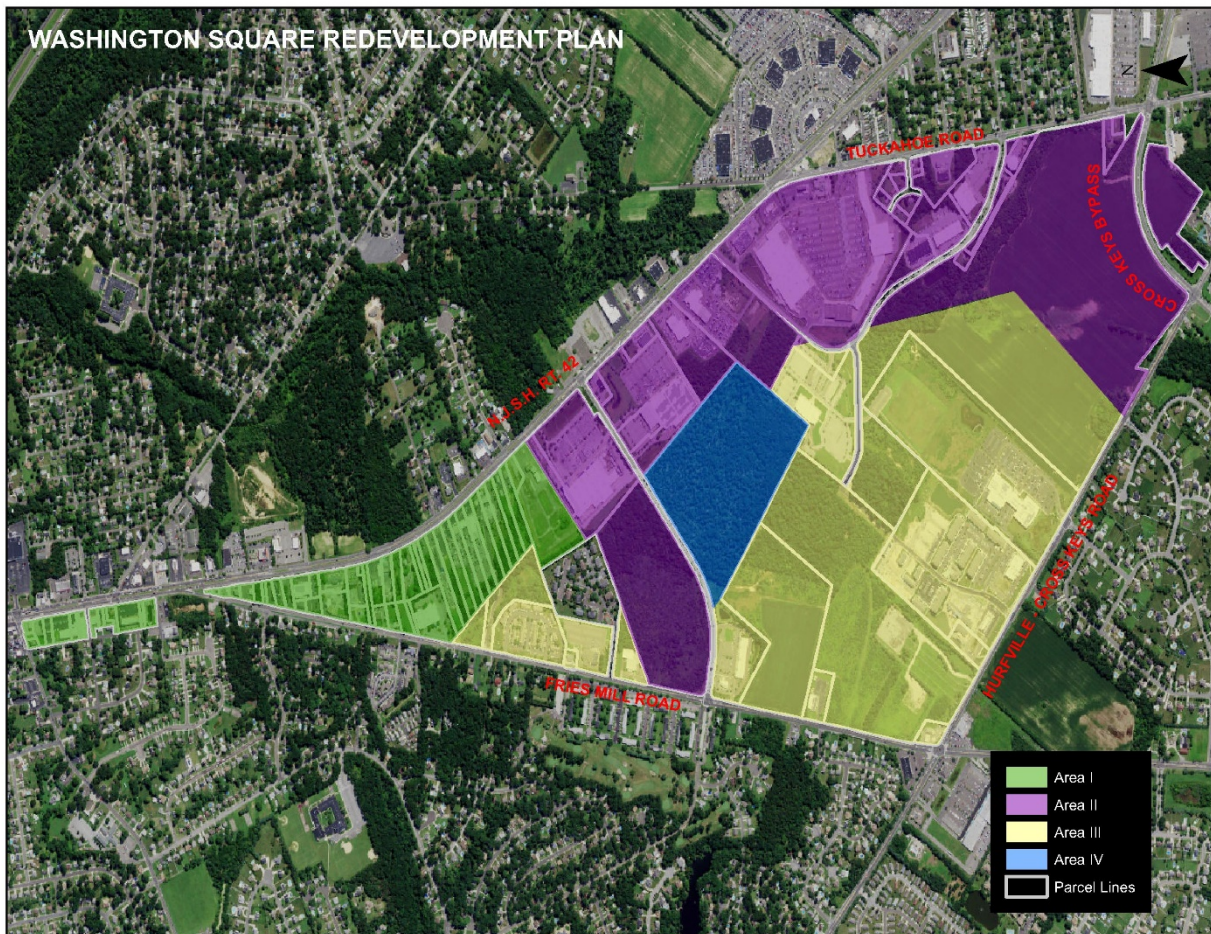 WASHINGTON SQUARE REDEVELOPMENT PLAN
N
TUCKAHOE ROAD
CROSS KEYS BYPASS
N.J.S.H. RT. 42
HURFVILLE - CROSS KEYS ROAD
FRIES MILL ROAD
Area I
Area II
Area III
Area IV
Parcel Lines